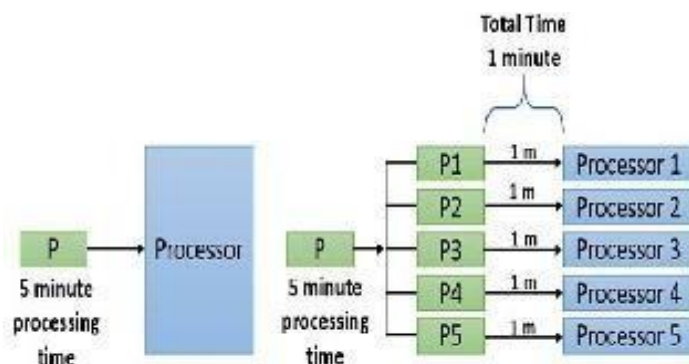 P
5 minute
processing
time
Processor
P
5 minute
processing
time
Total Time
1 minute
P1
1 m
Processor 1
P2
1 m
Processor 2
P3
1 m
Processor 3
P4
1 m
Processor 4
P5
1 m
Processor 5